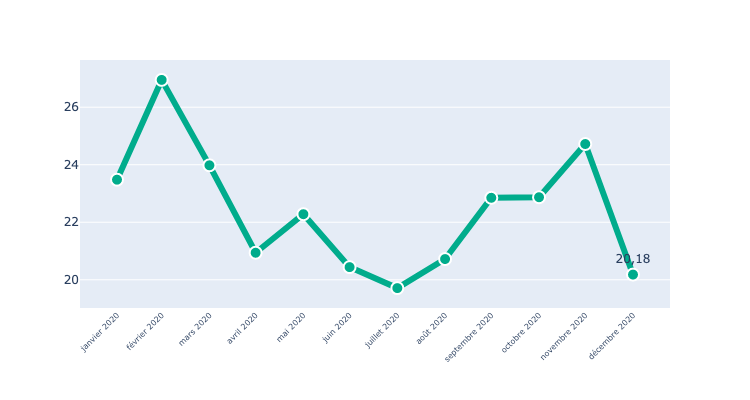 26
24
22
20
20,18
janvier 2020
février 2020
mars 2020
avril 2020
mai 2020
juin 2020
juillet 2020
août 2020
septembre 2020
octobre 2020
novembre 2020
décembre 2020